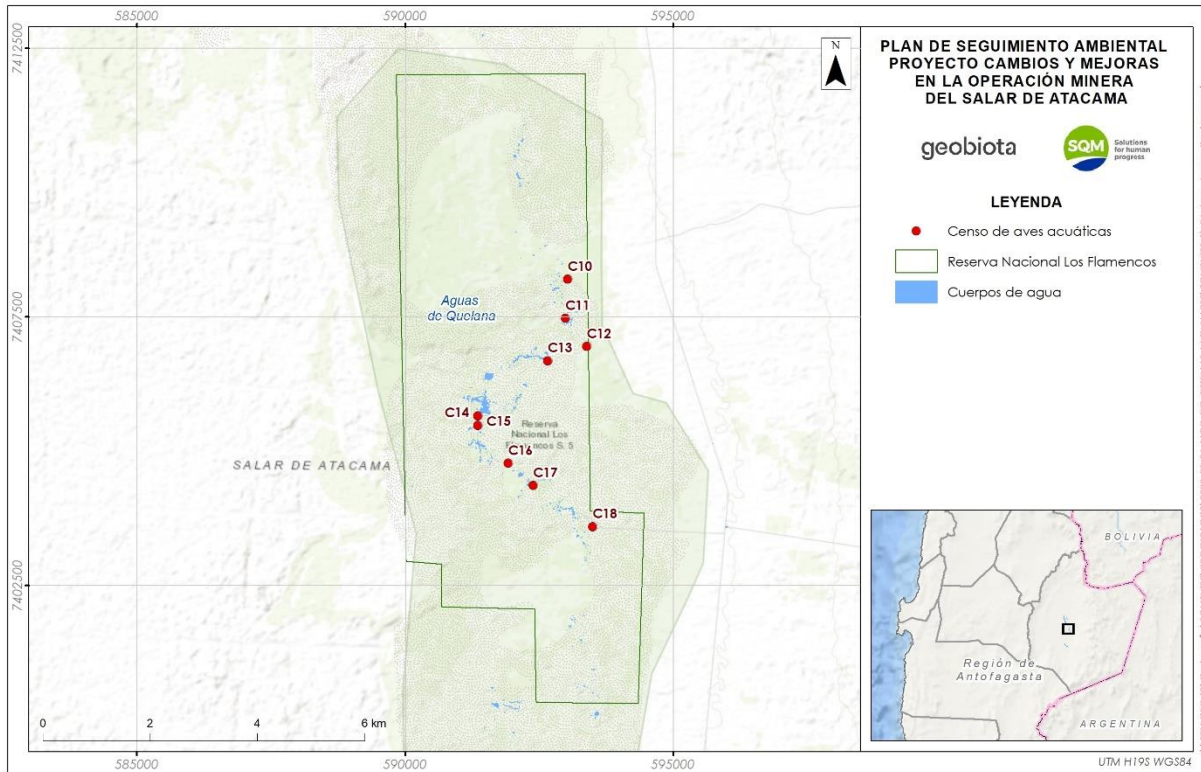 585000
590000
595000
7412500
7407500
7402500
N
C10
C11
C12
C13
C14
C15
C16
C17
C18
Aguas
de Quelana
Reserva
Nacional Los
Flamencos S. 5
SALAR DE ATACAMA
0
2
4
6 km
585000
590000
595000
PLAN DE SEGUIMIENTO AMBIENTAL
PROYECTO CAMBIOS Y MEJORAS
EN LA OPERACIÓN MINERA
DEL SALAR DE ATACAMA
geobiota
SQM
Solutions
for human
progress
LEYENDA
Censo de aves acuáticas
Reserva Nacional Los Flamencos
Cuerpos de agua
BOLIVIA
Región de
Antofagasta
ARGENTINA
UTM H19S WGS84